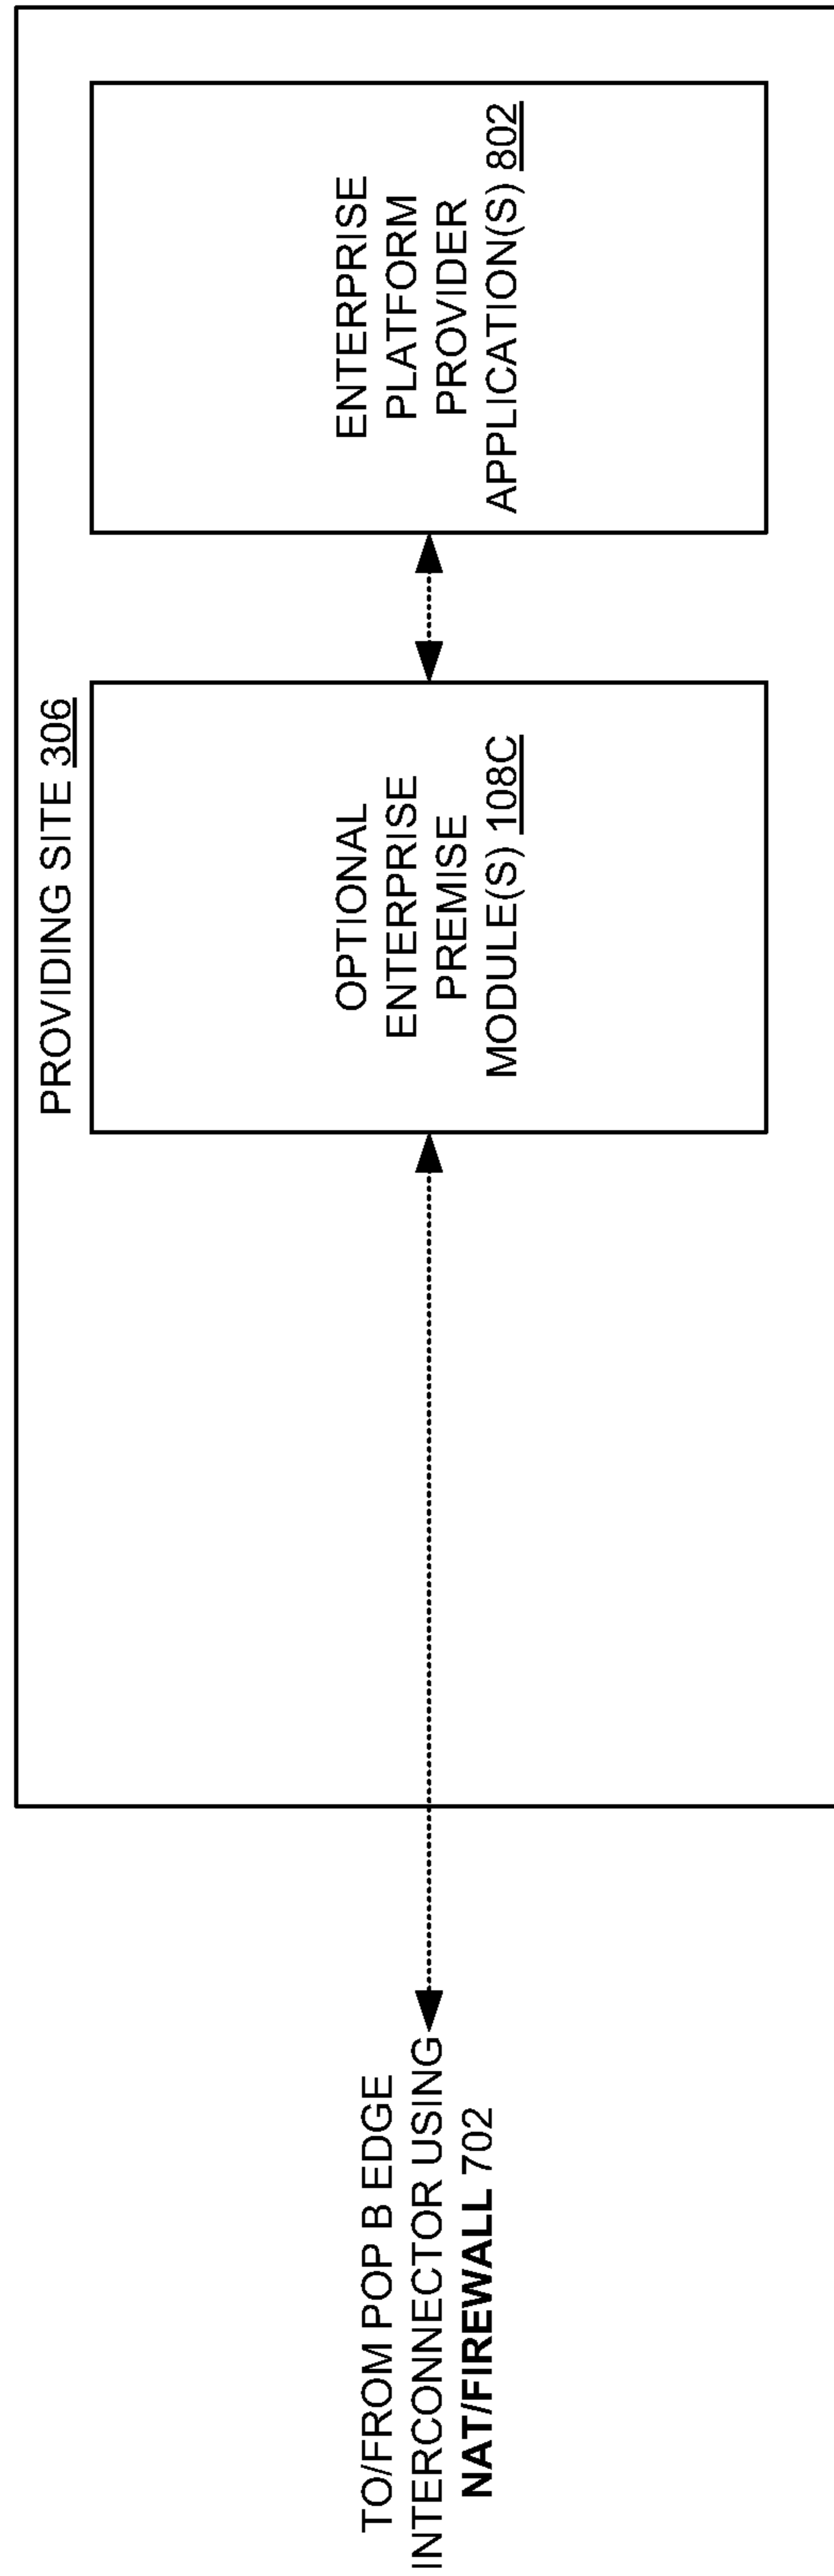 PROVIDING SITE 306
TO/FROM POP B EDGE
INTERCONNECTOR USING
NAT/FIREWALL 702
OPTIONAL
ENTERPRISE
PREMISE
MODULE(S) 108C
ENTERPRISE
PLATFORM
PROVIDER
APPLICATION(S) 802